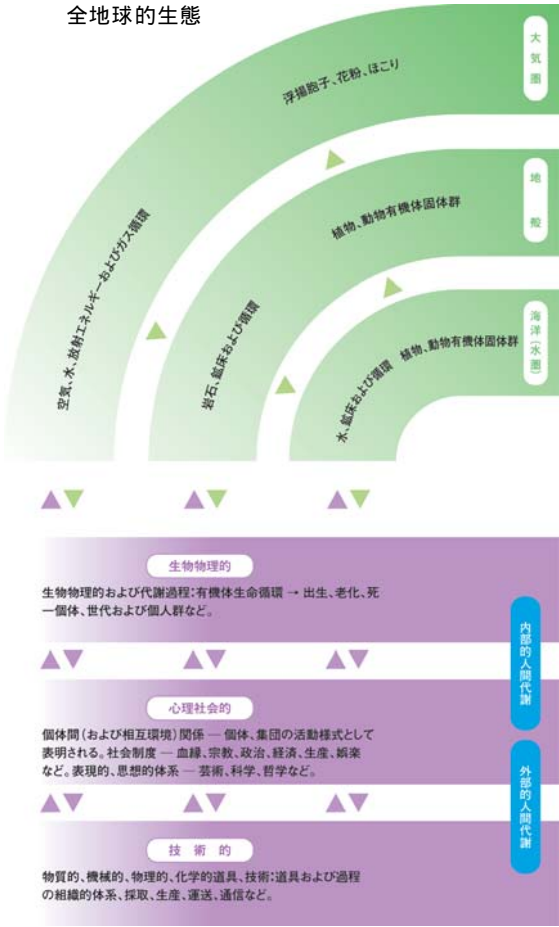 全地球的生態
大気圏
浮揚胞子、花粉、ほこり
空気、水、放射エネルギーおよびガス循環
地殻
植物、動物有機体固体群
岩石、鉱床および循環
海洋(水圏)
植物、動物有機体固体群
水、鉱床および循環
生物物理的
生物物理的および代謝過程:有機体生命循環 → 出生、老化、死
一個体、世代および個人群など。
内部的人間代謝
心理社会的
個体間(および相互環境)関係 ― 個体、集団の活動様式として
表明される。社会制度 ― 血縁、宗教、政治、経済、生産、娯楽
など。表現的、思想的体系 ― 芸術、科学、哲学など。
外部的人間代謝
技術的
物質的、機械的、物理的、化学的道具、技術:道具および過程
の組織的体系、採取、生産、運送、通信など。